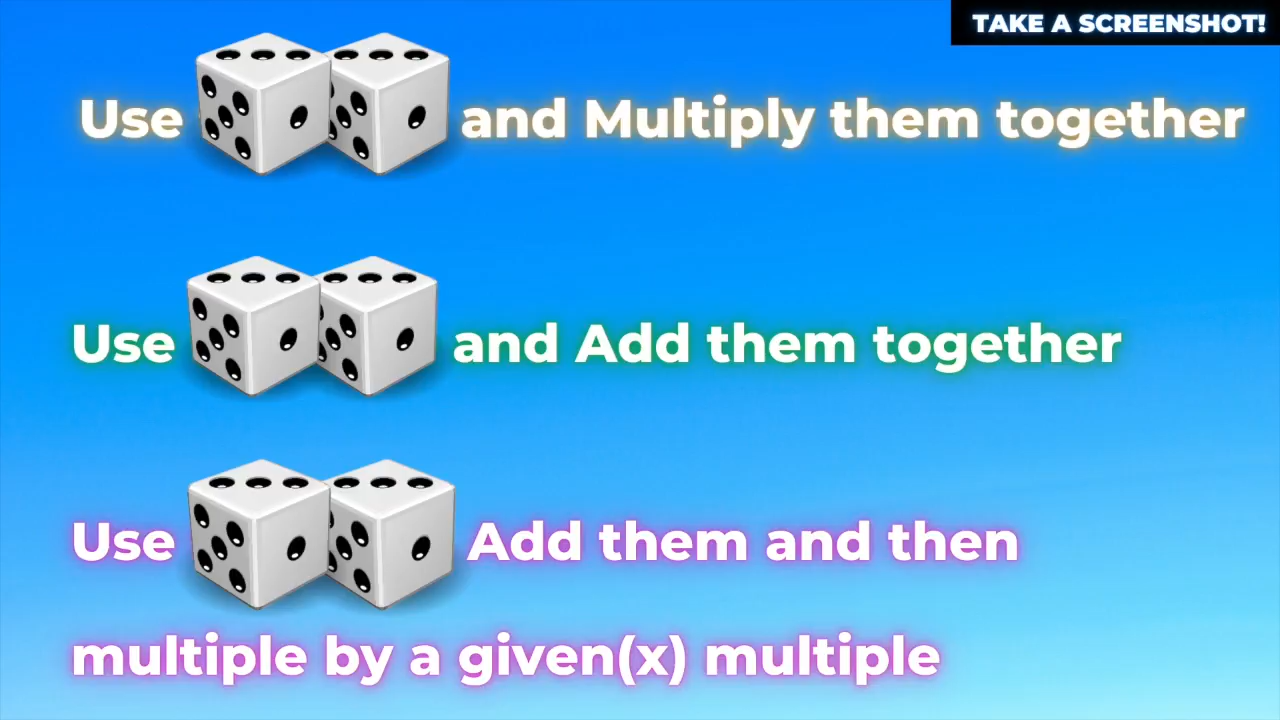 TAKE A SCREENSHOT!
Use and Multiply them together
Use and Add them together
Use Add them and then
multiple by a given(x) multiple